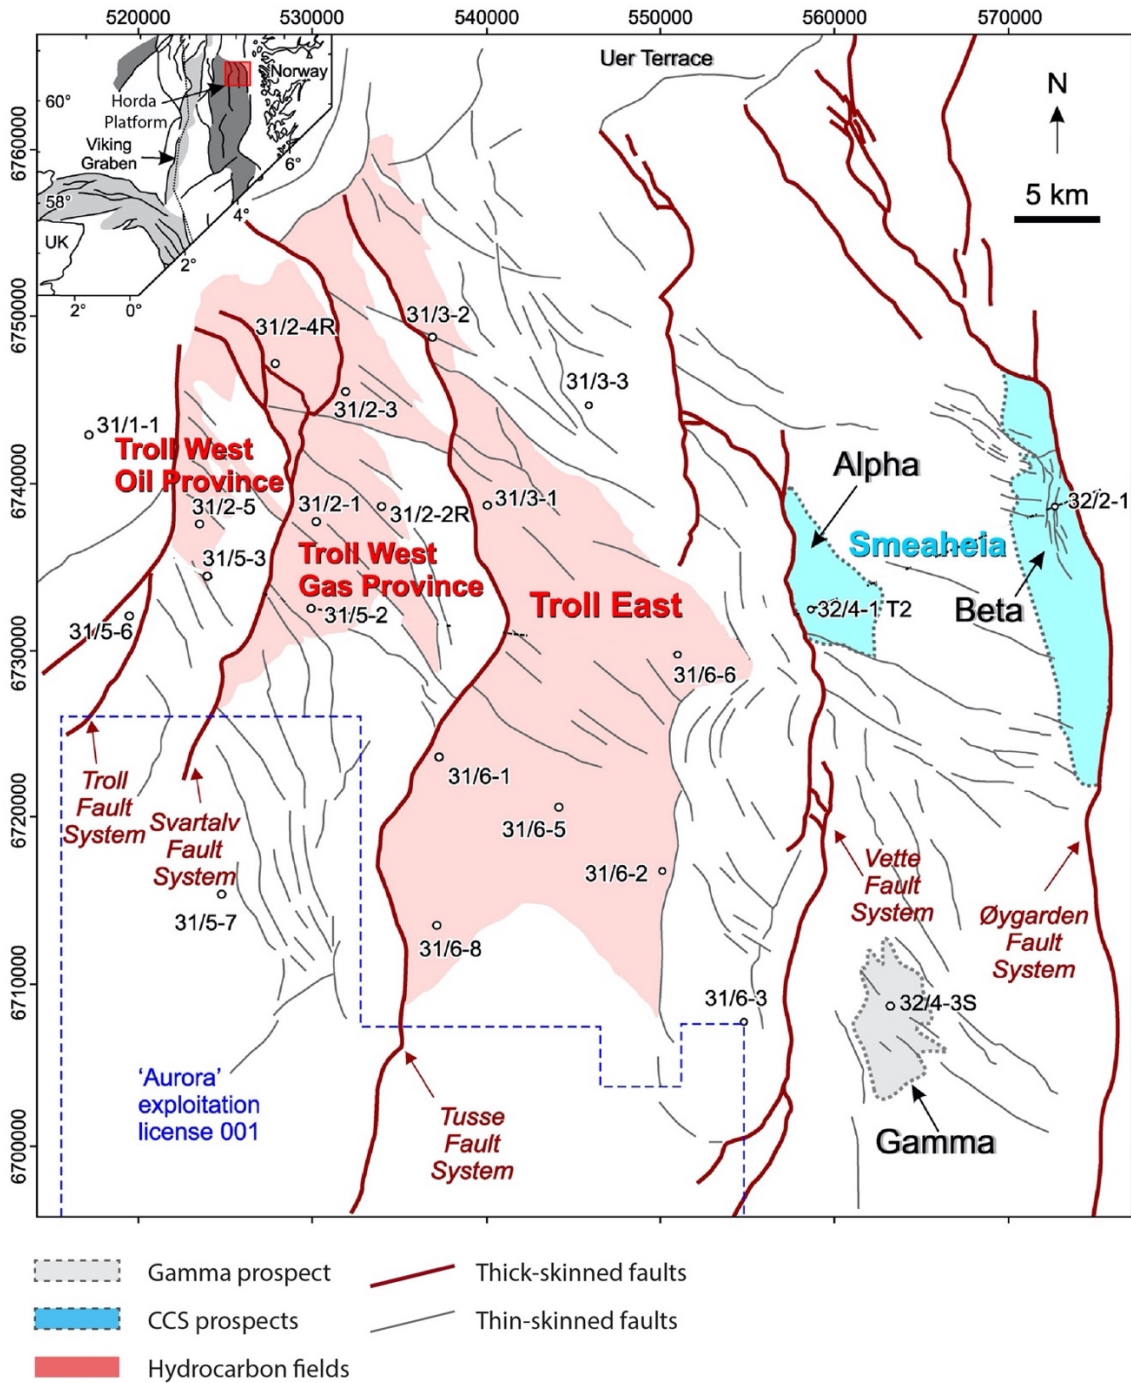 520000
530000
540000
550000
560000
570000
6760000
6750000
6740000
6730000
6720000
6710000
6700000
60°
58°
Horda
Platform
Viking
Graben
Norway
UK
6°
4°
2°
2°
0°
Uer Terrace
N
5 km
31/2-4R
31/3-2
31/2-3
31/3-3
31/1-1
Troll West
Oil Province
31/2-5
31/2-1
31/2-2R
31/3-1
Troll West
Gas Province
31/5-3
31/5-2
31/5-6
Troll East
31/6-6
Alpha
Smeaheia
32/2-1
Beta
32/4-1 T2
31/6-1
31/6-5
31/6-2
31/6-8
31/5-7
31/6-3
32/4-3S
Gamma
Troll
Fault
System
Svartalv
Fault
System
Vette
Fault
System
Øygarden
Fault
System
Tusse
Fault
System
‘Aurora’
exploitation
license 001
Gamma prospect
CCS prospects
Hydrocarbon fields
Thick-skinned faults
Thin-skinned faults